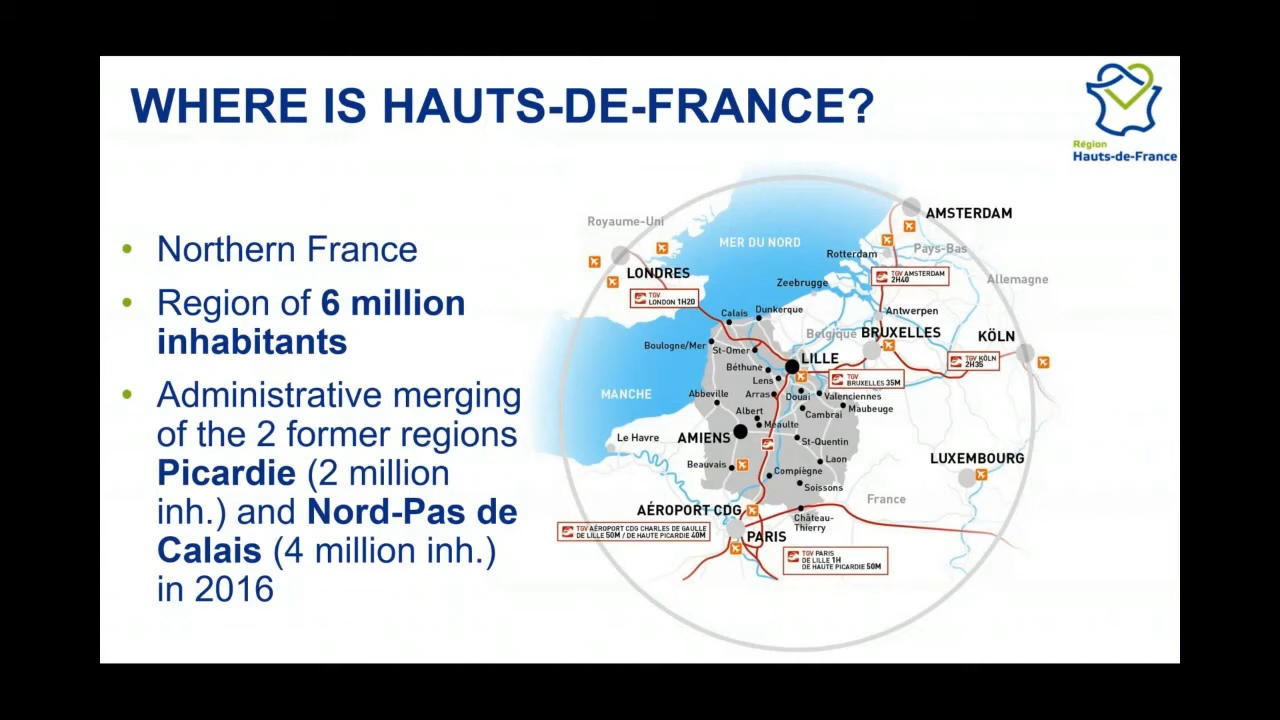 WHERE IS HAUTS-DE-FRANCE?
Région
Hauts-de-France
• Northern France
• Region of 6 million
inhabitants
• Administrative merging
of the 2 former regions
Picardie (2 million
inh.) and Nord-Pas de
Calais (4 million inh.)
in 2016
Royaume-Uni
MER DU NORD
AMSTERDAM
Pays-Bas
Rotterdam
LONDRES
TGV
LONDON 1H20
Zeebrugge
TGV AMSTERDAM
2H40
Allemagne
Calais
Dunkerque
Antwerpen
Belgique
BRUXELLES
KÖLN
Boulogne/Mer
St-Omer
LILLE
TGV KÖLN
2H35
Béthune
Lens
TGV
BRUXELLES 35M
MANCHE
Abbeville
Arras
Douai
Valenciennes
Maubeuge
Albert
Cambrai
Méaulte
Le Havre
AMIENS
St-Quentin
Beauvais
Laon
LUXEMBOURG
Compiègne
Soissons
France
AÉROPORT CDG
Château-
Thierry
TGV AÉROPORT CDG CHARLES DE GAULLE
DE LILLE 50M / DE HAUTE PICARDIE 40M
PARIS
TGV PARIS
DE LILLE 1H
DE HAUTE PICARDIE 50M